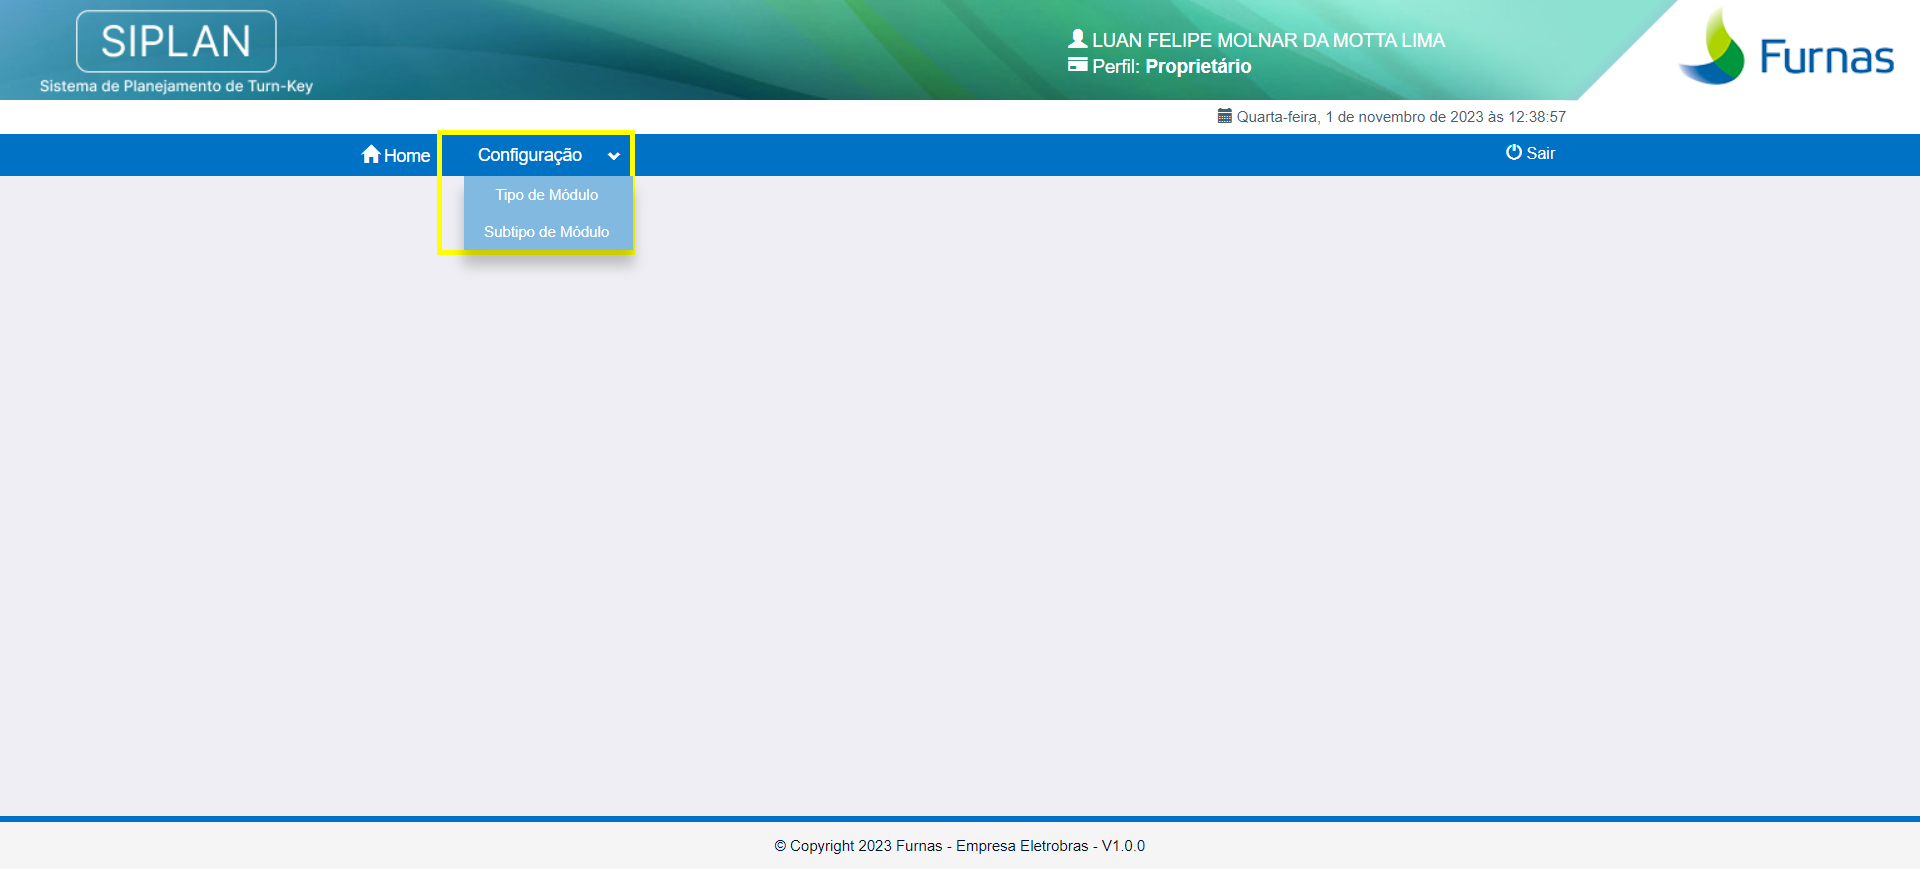 SIPLAN
Sistema de Planejamento de Turn-Key
LUAN FELIPE MOLNAR DA MOTTA LIMA
Perfil: Proprietário
Furnas
Quarta-feira, 1 de novembro de 2023 às 12:38:57
Home
Configuração
Sair
Tipo de Módulo
Subtipo de Módulo
© Copyright 2023 Furnas - Empresa Eletrobras - V1.0.0